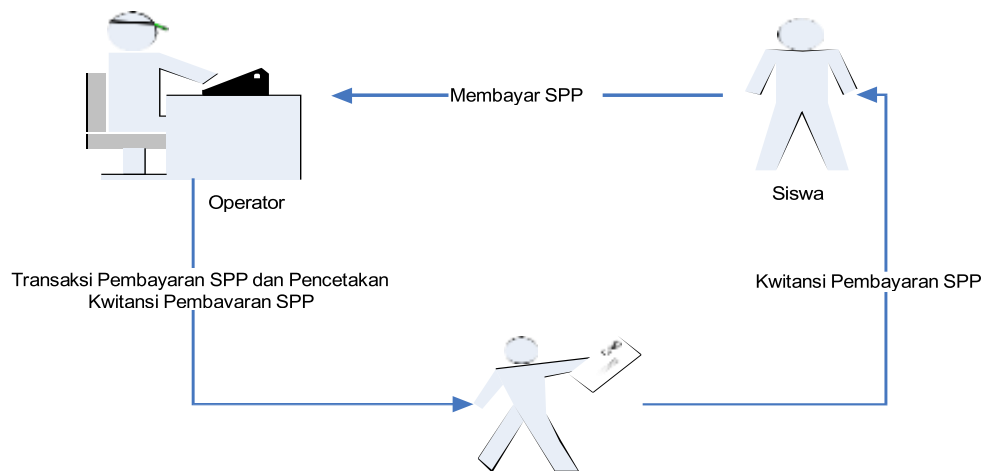 Membayar SPP
Operator
Siswa
Transaksi Pembayaran SPP dan Pencetakan
Kwitansi Pembavaran SPP
Kwitansi Pembayaran SPP